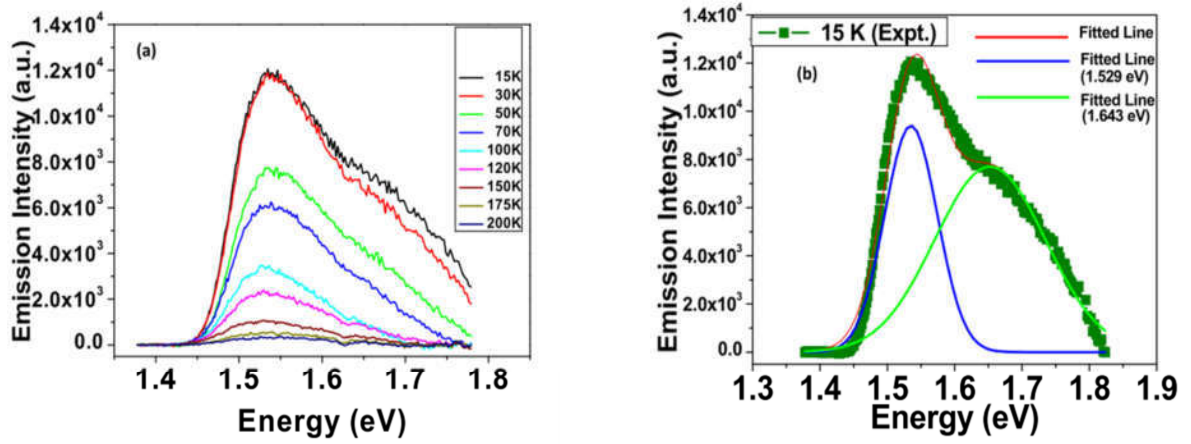 Emission Intensity (a.u.)
1.4x10⁴
1.2x10⁴
1.0x10⁴
8.0x10³
6.0x10³
4.0x10³
2.0x10³
0.0
(a)
15K
30K
50K
70K
100K
120K
150K
175K
200K
1.4 1.5 1.6 1.7 1.8
Energy (eV)
Emission Intensity (a.u.)
1.4x10⁴
1.2x10⁴
1.0x10⁴
8.0x10³
6.0x10³
4.0x10³
2.0x10³
0.0
15 K (Expt.)
(b)
Fitted Line
Fitted Line
(1.529 eV)
Fitted Line
(1.643 eV)
1.3 1.4 1.5 1.6 1.7 1.8 1.9
Energy (eV)